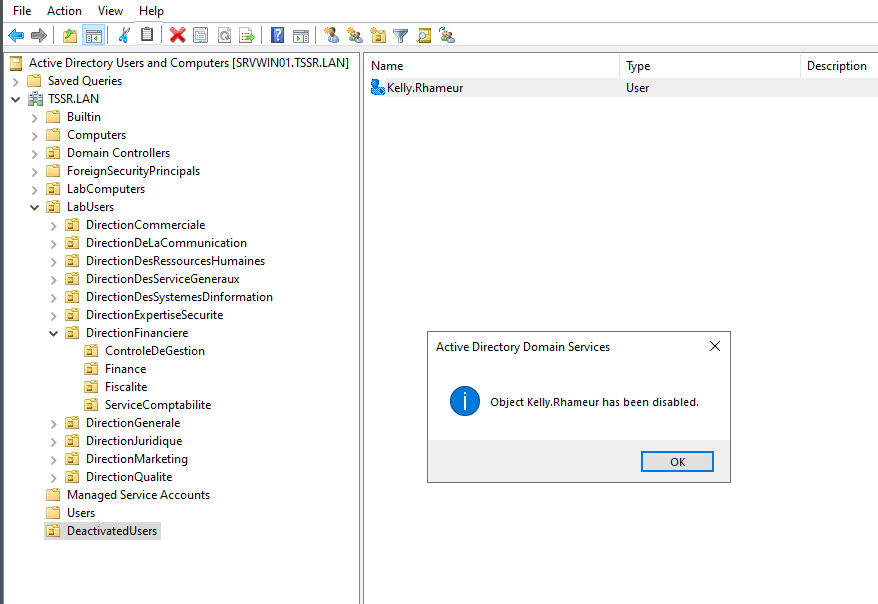 File Action View Help
Active Directory Users and Computers [SRVWIN01.TSSR.LAN]
Saved Queries
TSSR.LAN
Builtin
Computers
Domain Controllers
ForeignSecurityPrincipals
LabComputers
LabUsers
DirectionCommerciale
DirectionDeLaCommunication
DirectionDesRessourcesHumaines
DirectionDesServiceGeneraux
DirectionDesSystemesDinformation
DirectionExpertiseSecurite
DirectionFinanciere
ControleDeGestion
Finance
Fiscalite
ServiceComptabilite
DirectionGenerale
DirectionJuridique
DirectionMarketing
DirectionQualite
Managed Service Accounts
Users
DeactivatedUsers
Name Type Description
Kelly.Rhameur User
Active Directory Domain Services
Object Kelly.Rhameur has been disabled.
OK